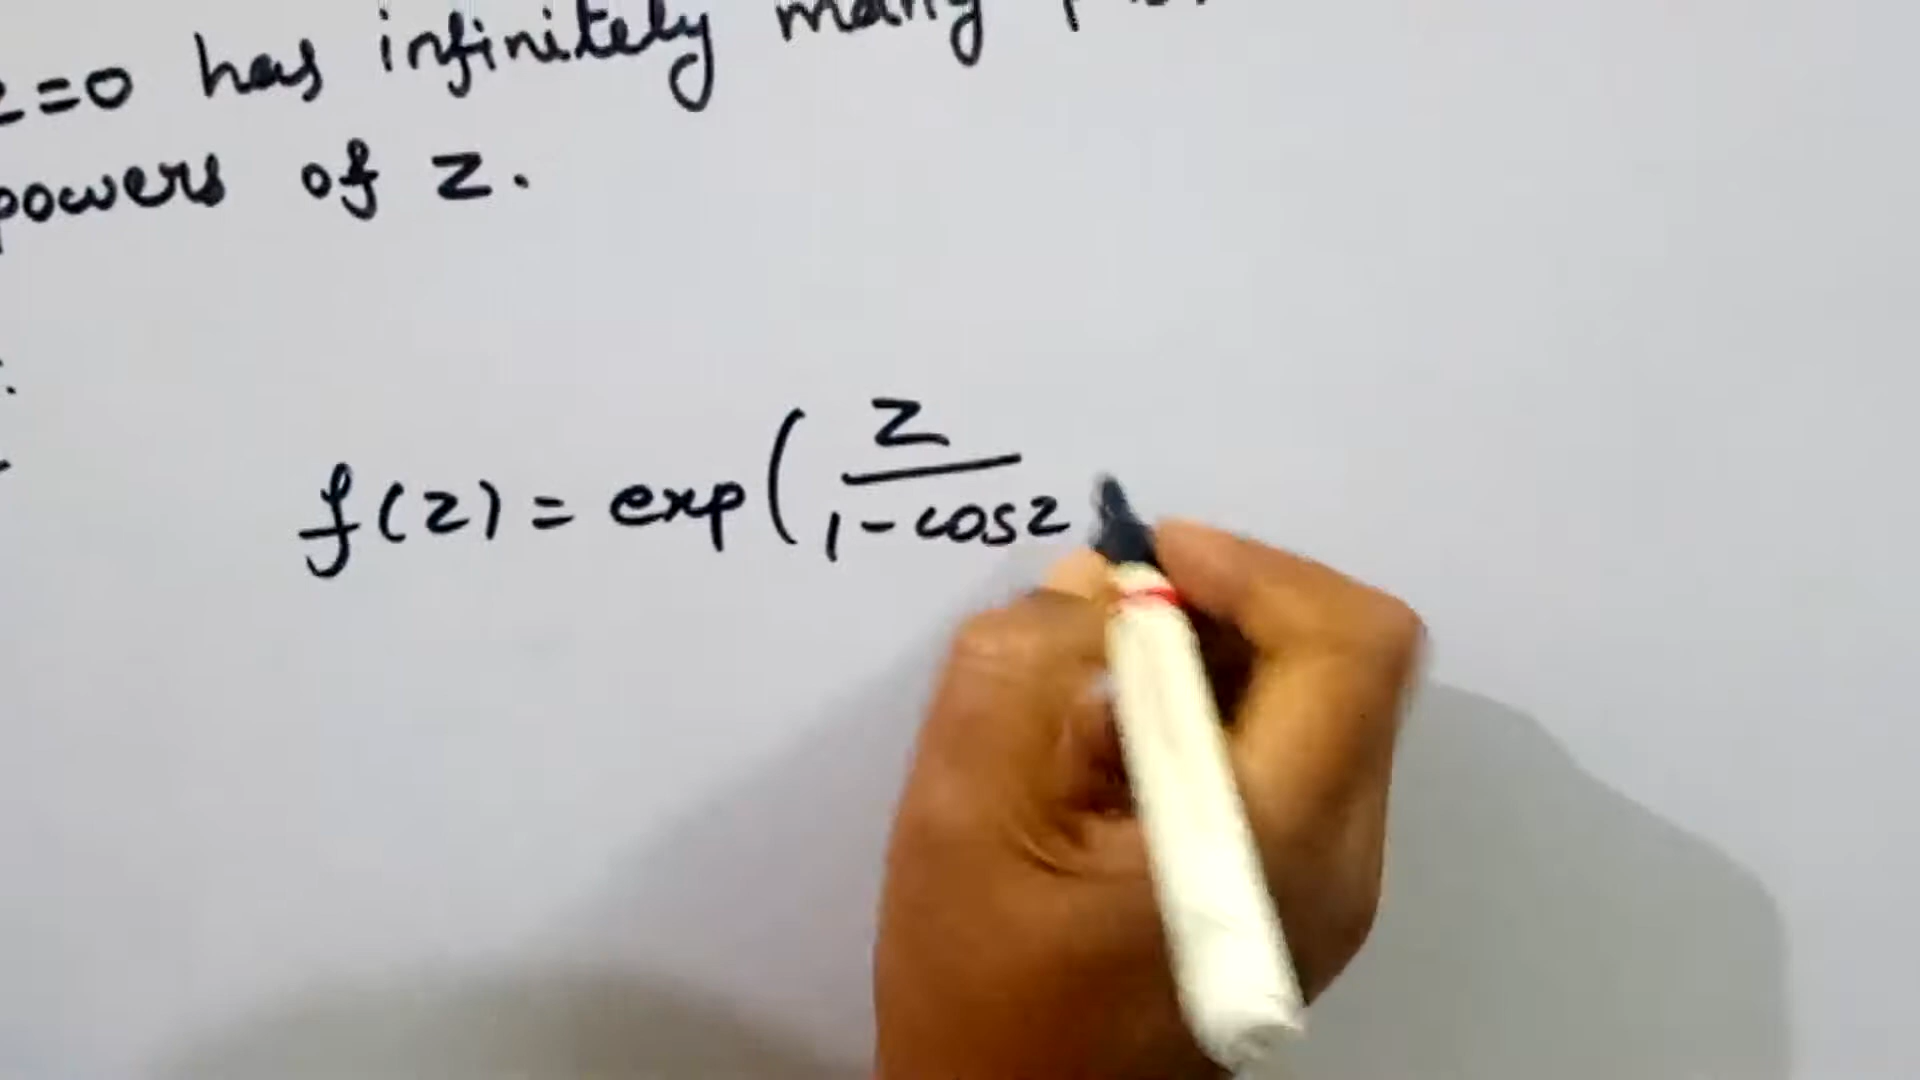 z=0 has infinitely many
powers of z.
f(z) = exp( z / 1-cosz